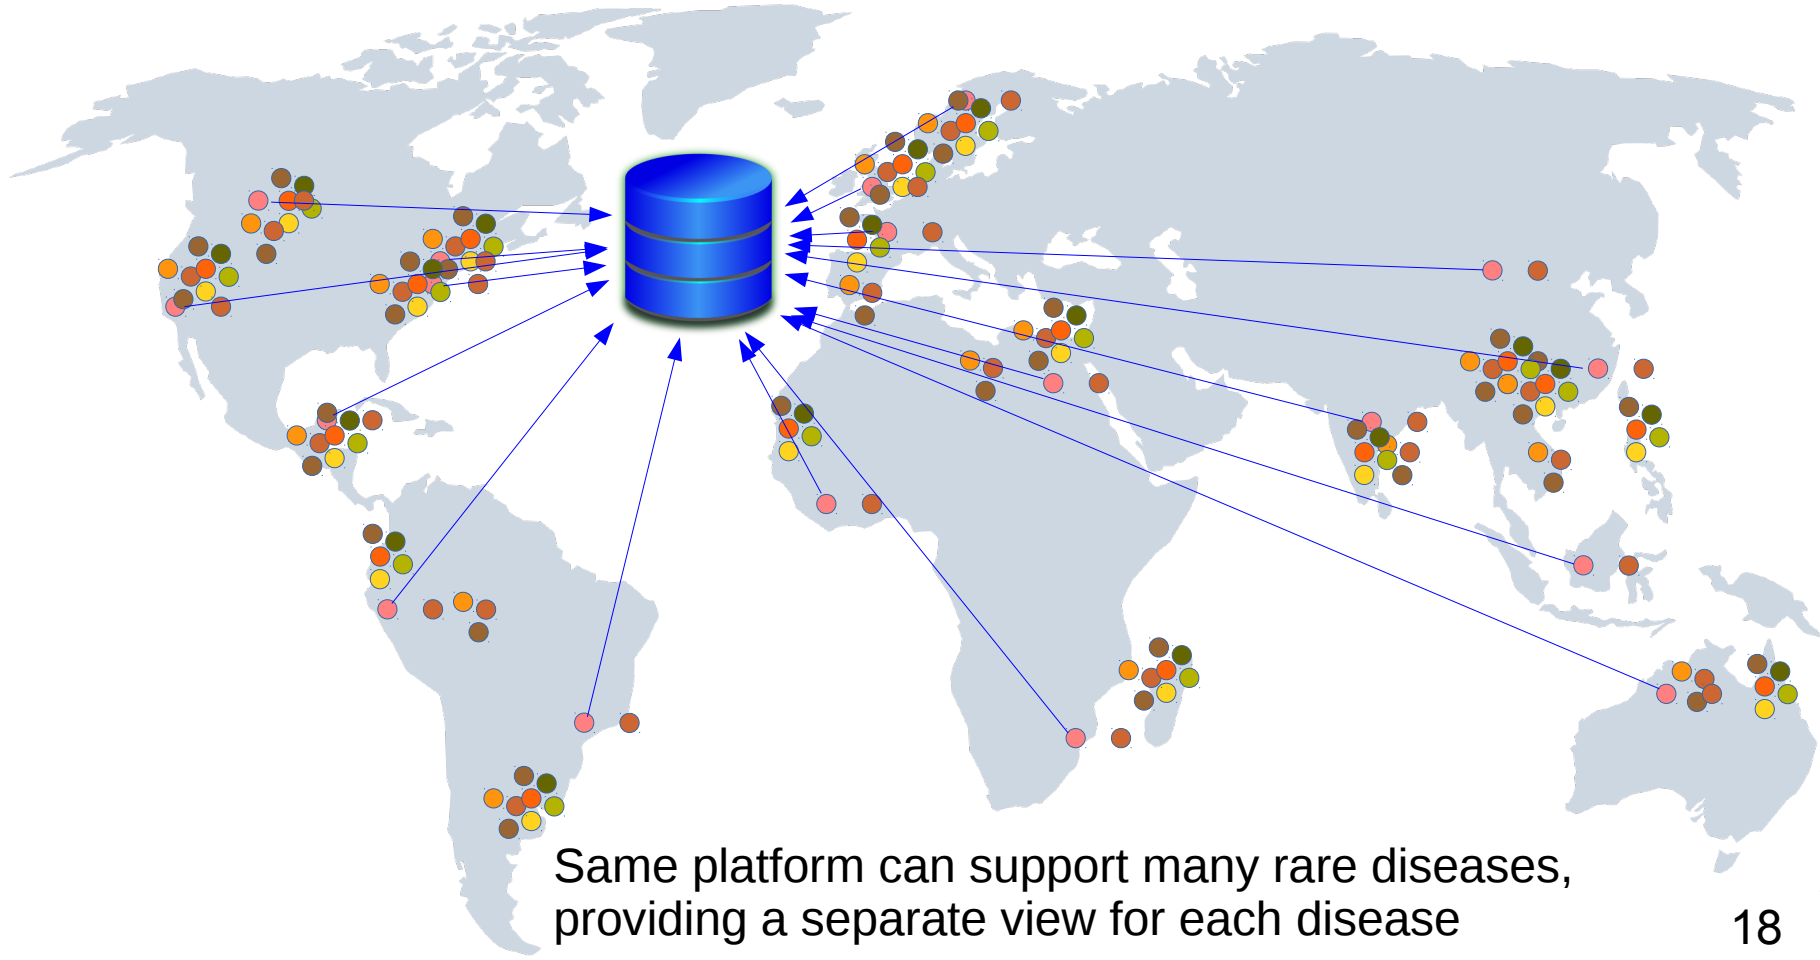 Same platform can support many rare diseases,
providing a separate view for each disease
18